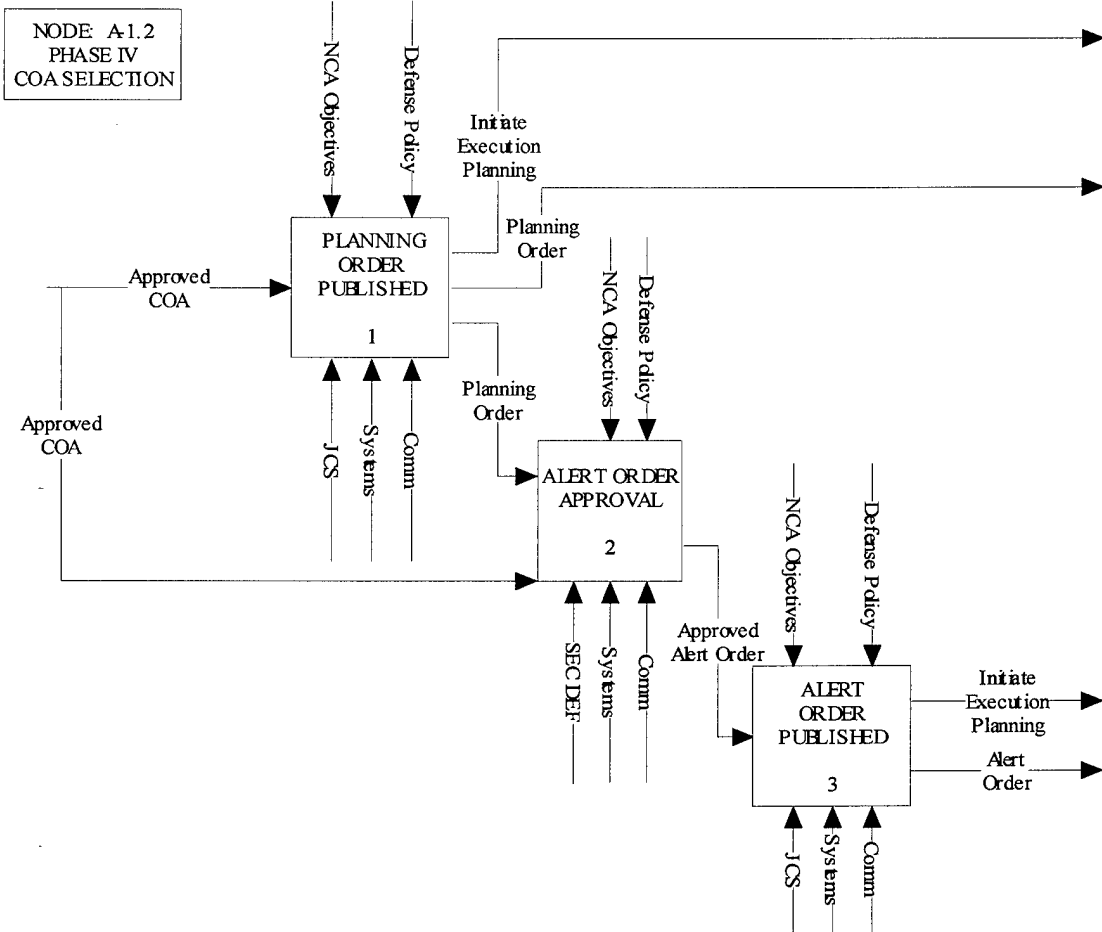 NODE: A-1.2
PHASE IV
COA SELECTION
NCA Objectives
Defense Policy
Initiate
Execution
Planning
Planning
Order
PLANNING
ORDER
PUBLISHED
1
Approved
COA
Approved
COA
JCS
Systems
Comm
Planning
Order
NCA Objectives
Defense Policy
ALERT ORDER
APPROVAL
2
SEC DEF
Systems
Comm
Approved
Alert Order
NCA Objectives
Defense Policy
ALERT
ORDER
PUBLISHED
3
Initiate
Execution
Planning
Alert
Order
JCS
Systems
Comm